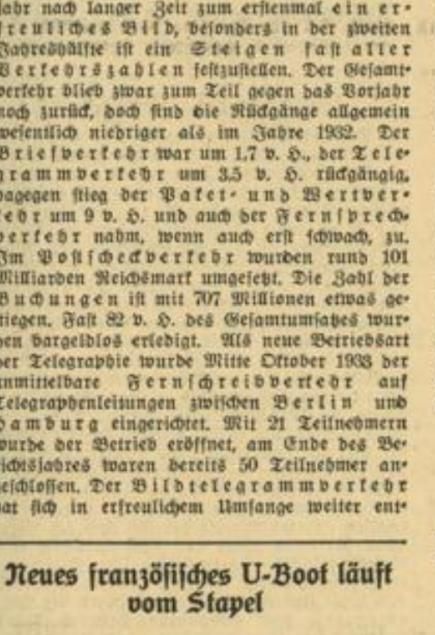 Jahr nach langer Zeit zum erstenmal ein er-
freuliches Bild, besonders in der zweiten
Jahreshälfte ist ein Steigen fast aller
Verkehrszahlen festzustellen. Der Gesamt-
verkehr blieb zwar zum Teil gegen das Vorjahr
noch zurück, doch sind die Rückgänge allgemein
wesentlich niedriger als im Jahre 1932. Der
Briefverkehr war um 1,7 v. H., der Tele-
grammverkehr um 3,5 v. H. rückgängig,
dagegen stieg der Paket- und Wertver-
kehr um 9 v. H. und auch der Fernsprech-
verkehr nahm, wenn auch erst schwach, zu.
Im Postscheckverkehr wurden rund 101
Milliarden Reichsmark umgesetzt. Die Zahl der
Buchungen ist mit 707 Millionen etwas ge-
stiegen. Fast 82 v. H. des Gesamtumsatzes wur-
den bargeldlos erledigt. Als neue Betriebsart
der Telegraphie wurde Mitte Oktober 1933 der
unmittelbare Fernschreibverkehr auf
Telegraphenleitungen zwischen Berlin und
Hamburg eingerichtet. Mit 21 Teilnehmern
wurde der Betrieb eröffnet, am Ende des Be-
richtsjahres waren bereits 50 Teilnehmer an-
geschlossen. Der Bildtelegrammverkehr
hat sich in erfreulichem Umfange weiter ent-
Neues französisches U-Boot läuft
vom Stapel